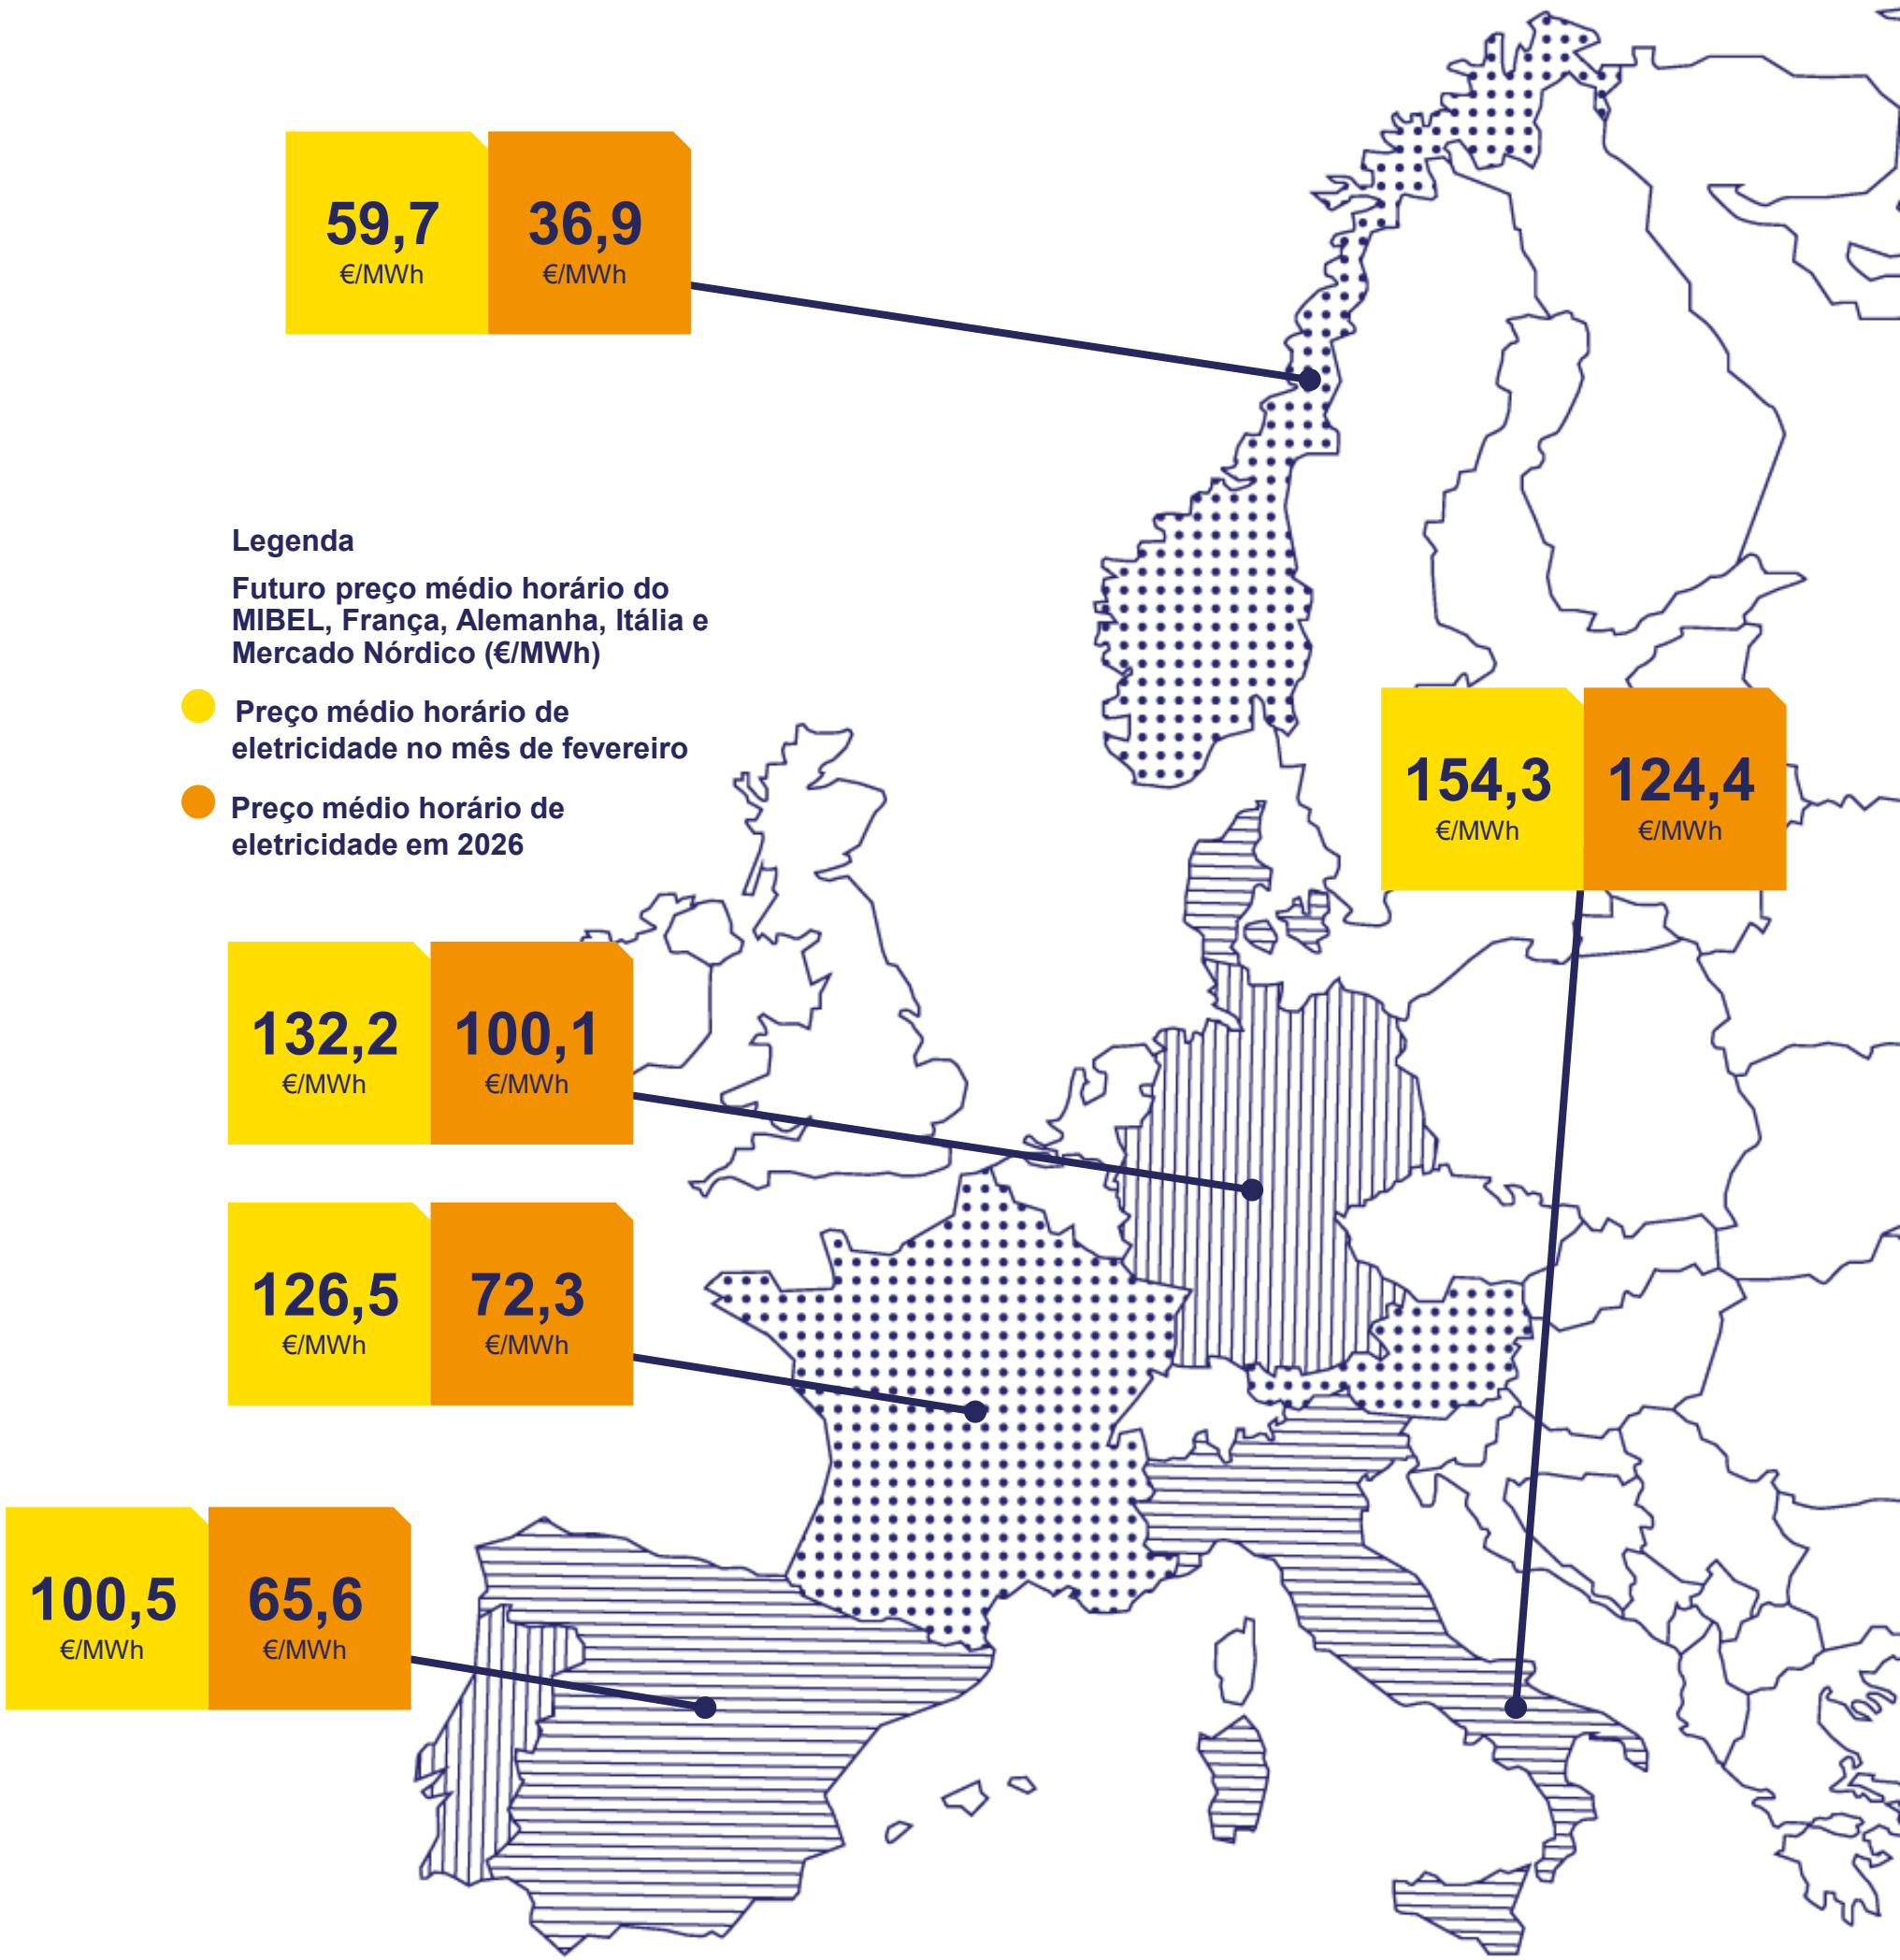 59,7
€/MWh
36,9
€/MWh
Legenda
Futuro preço médio horário do
MIBEL, França, Alemanha, Itália e
Mercado Nórdico (€/MWh)
Preço médio horário de
eletricidade no mês de fevereiro
Preço médio horário de
eletricidade em 2026
154,3
€/MWh
124,4
€/MWh
132,2
€/MWh
100,1
€/MWh
126,5
€/MWh
72,3
€/MWh
100,5
€/MWh
65,6
€/MWh